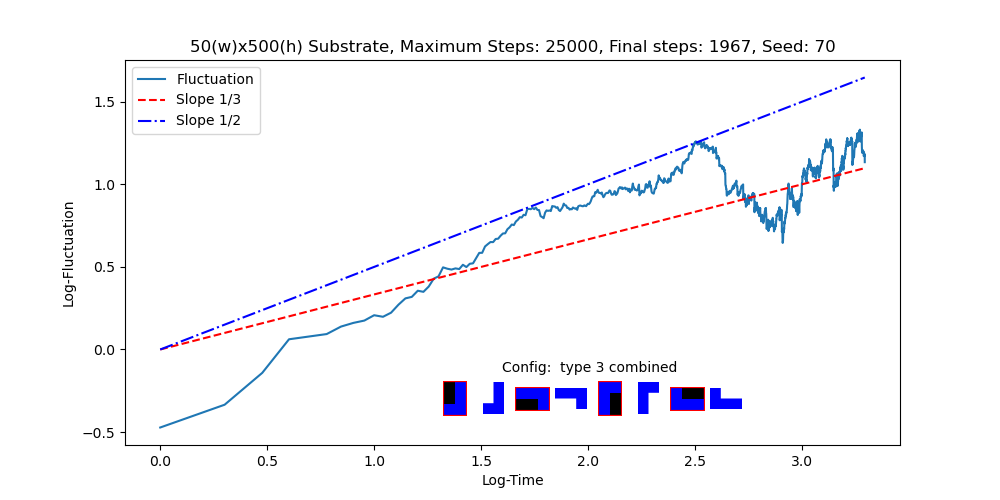 50(w)x500(h) Substrate, Maximum Steps: 25000, Final steps: 1967, Seed: 70
Fluctuation
Slope 1/3
Slope 1/2
Log-Fluctuation
1.5
1.0
0.5
0.0
−0.5
Config:  type 3 combined
0.0 0.5 1.0 1.5 2.0 2.5 3.0
Log-Time